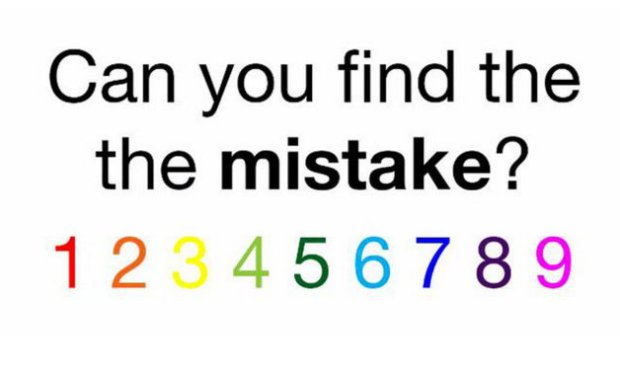 Can you find the
the mistake?
1 2 3 4 5 6 7 8 9